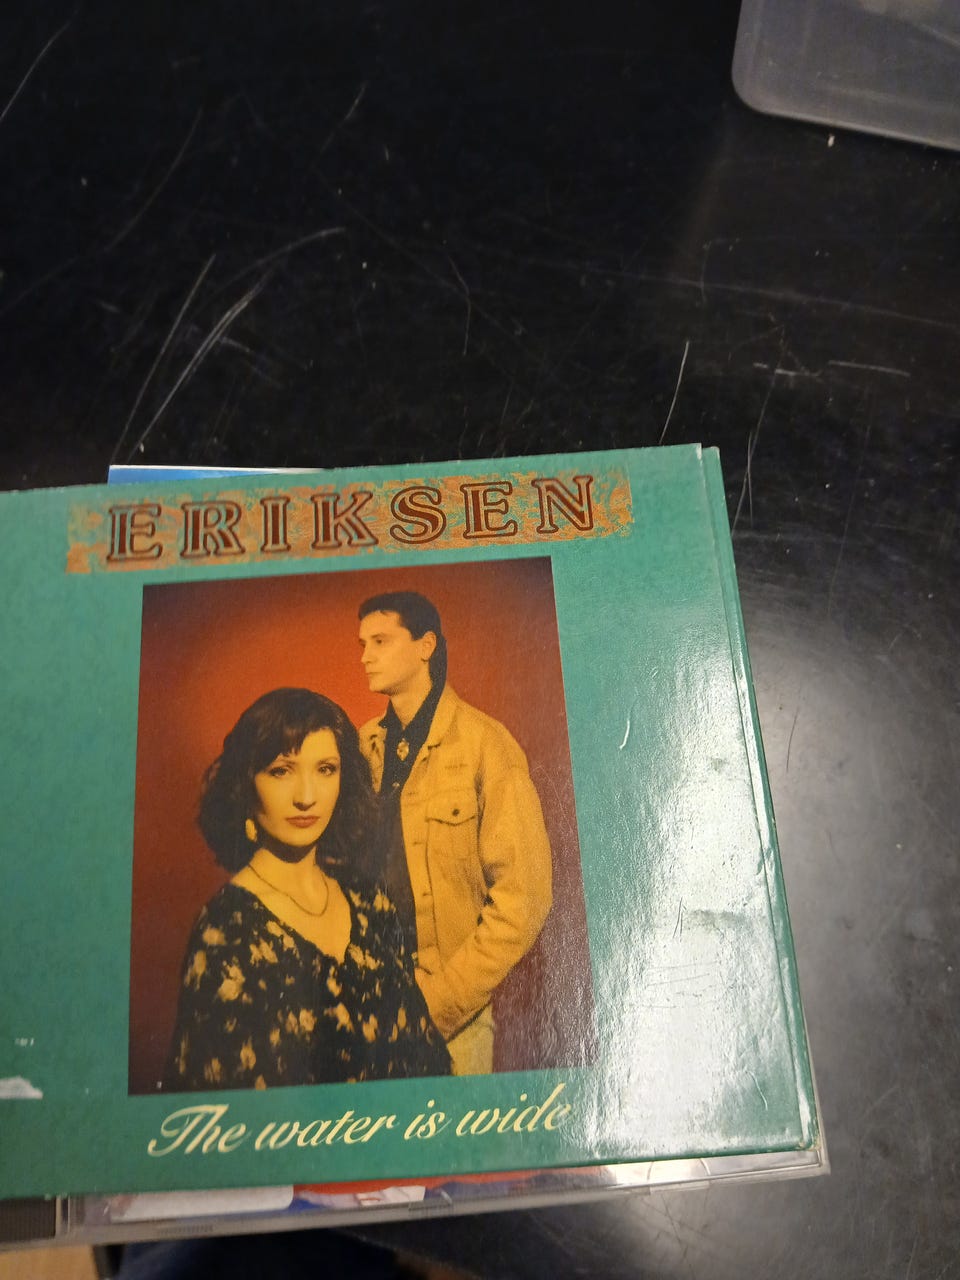 ERIKSEN
The water is wide